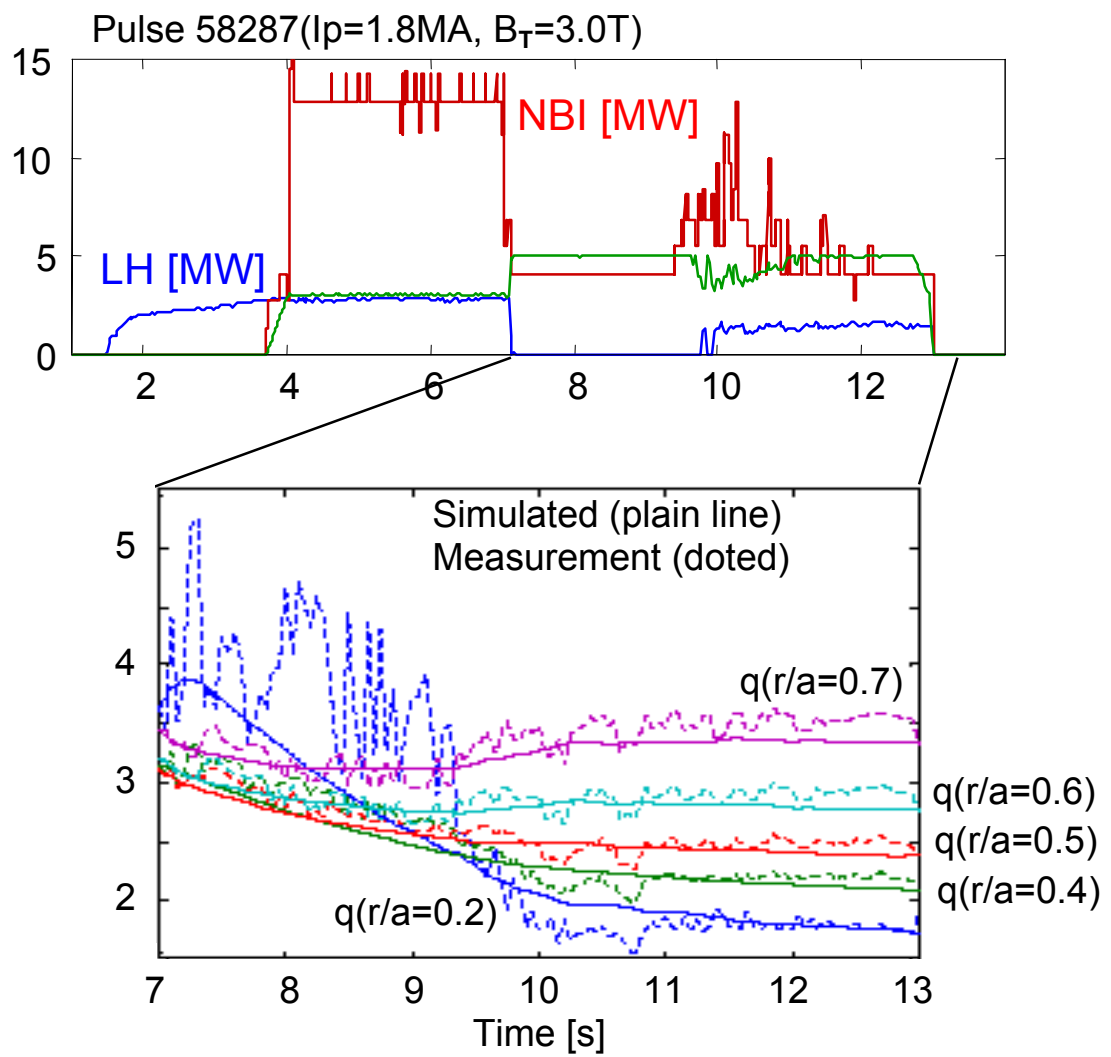 Pulse 58287(Ip=1.8MA, B_T=3.0T)
15
NBI [MW]
10
LH [MW]
5
0
2 4 6 8 10 12
Simulated (plain line)
Measurement (doted)
5
4
q(r/a=0.7)
3
q(r/a=0.6)
q(r/a=0.5)
q(r/a=0.4)
2
q(r/a=0.2)
7 8 9 10 11 12 13
Time [s]